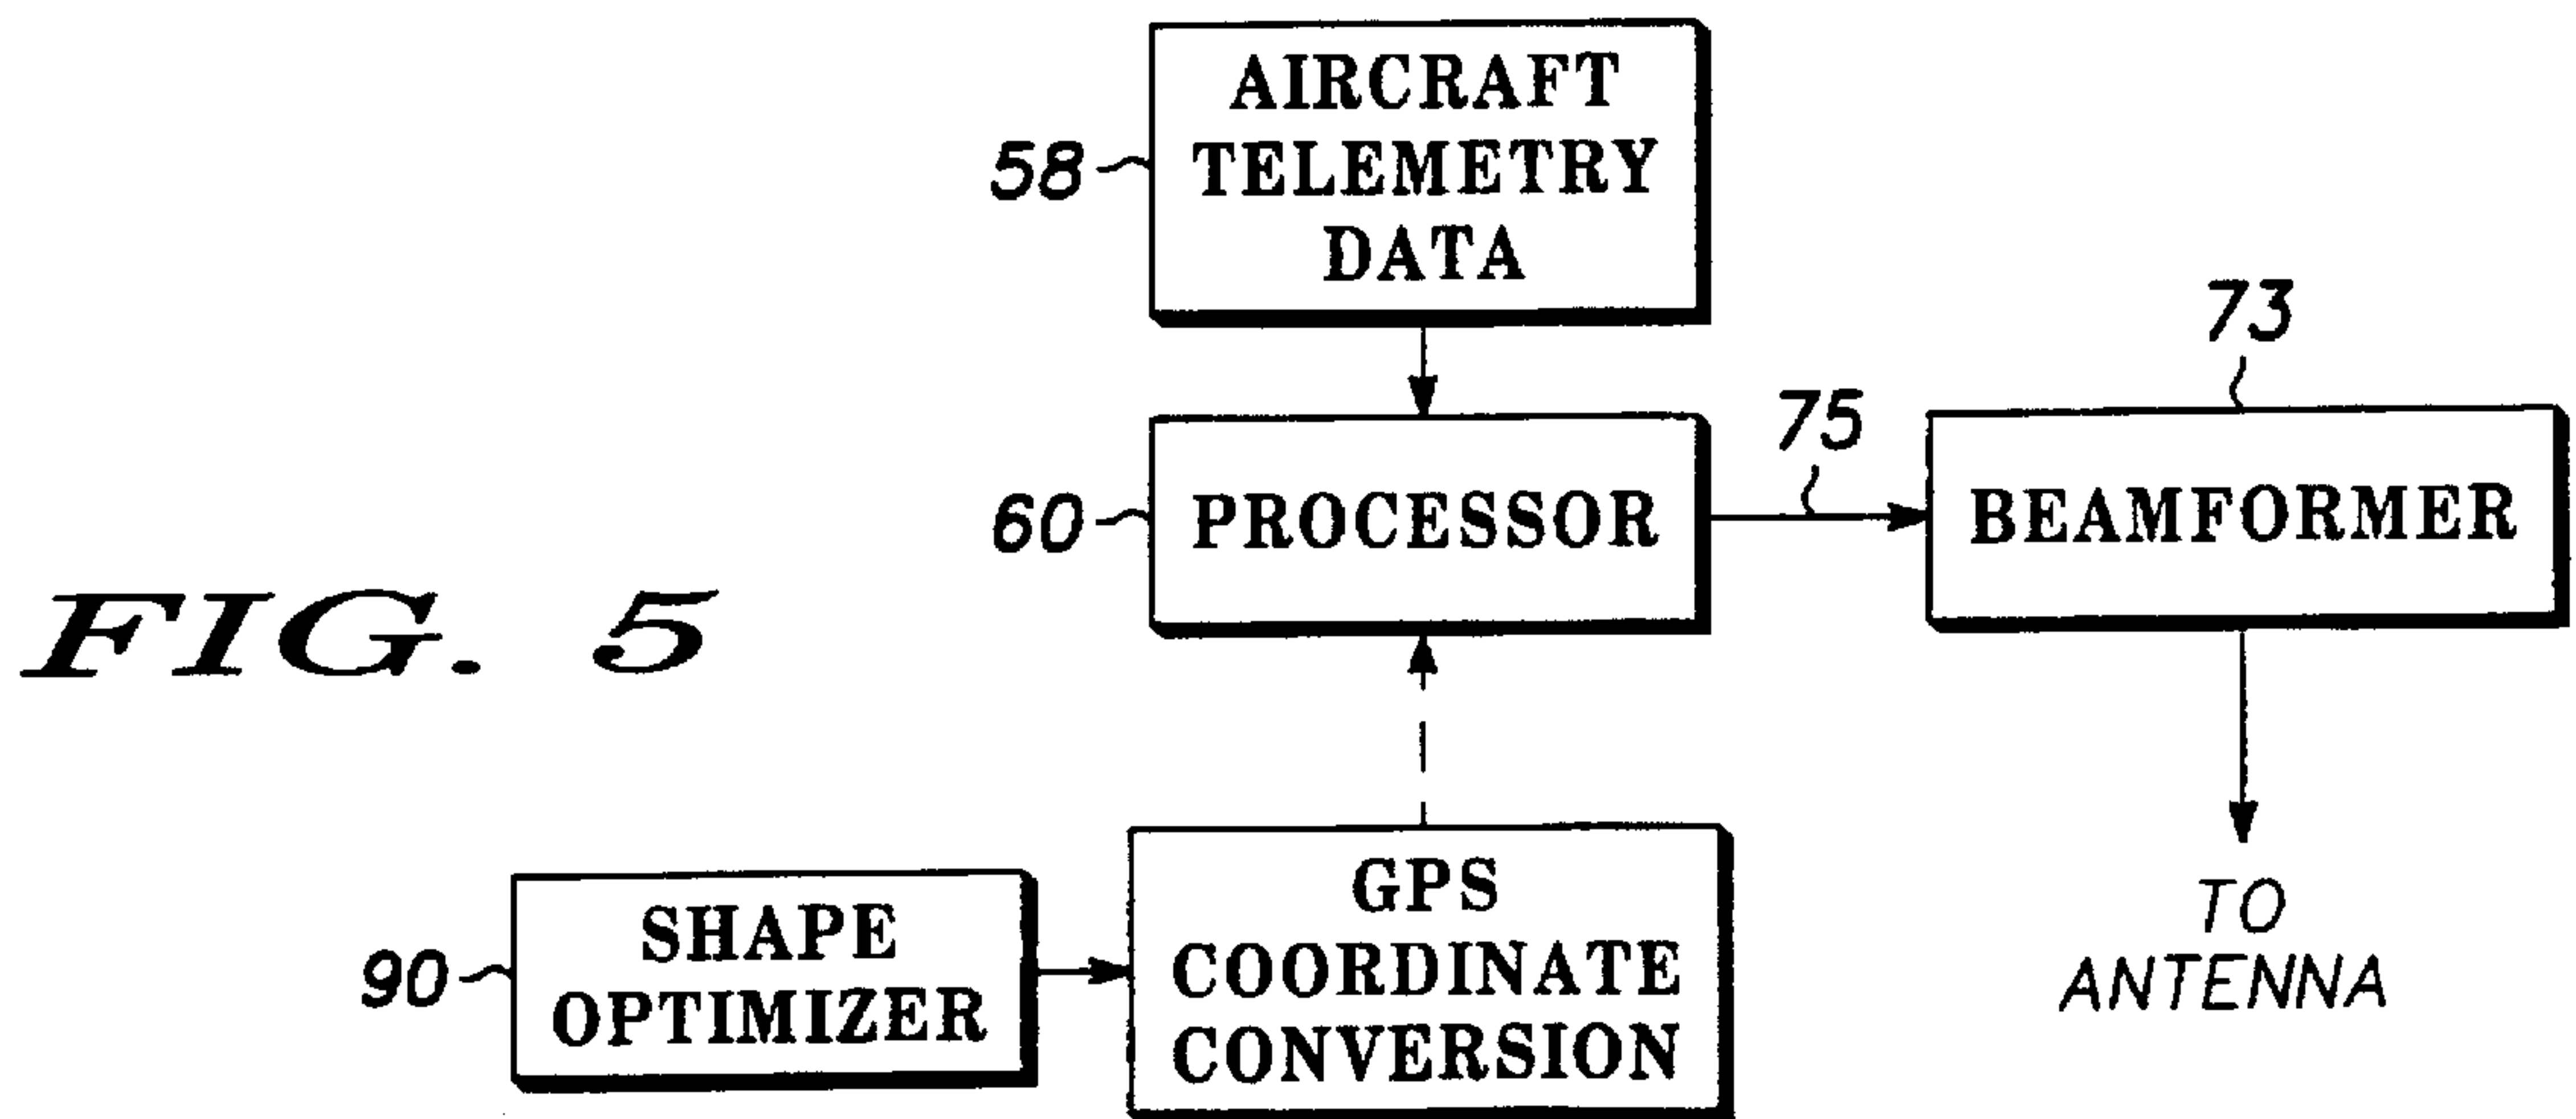 AIRCRAFT
TELEMETRY
DATA
58
73
75
60
PROCESSOR
BEAMFORMER
FIG. 5
90
SHAPE
OPTIMIZER
GPS
COORDINATE
CONVERSION
TO
ANTENNA